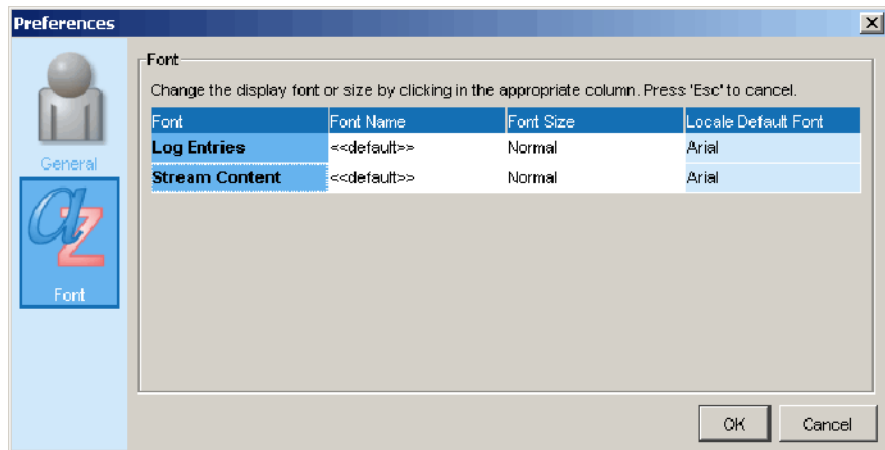 Preferences
Font
Change the display font or size by clicking in the appropriate column. Press 'Esc' to cancel.
Font Font Name Font Size Locale Default Font
Log Entries <<default>> Normal Arial
Stream Content <<default>> Normal Arial
General
az
Font
OK Cancel